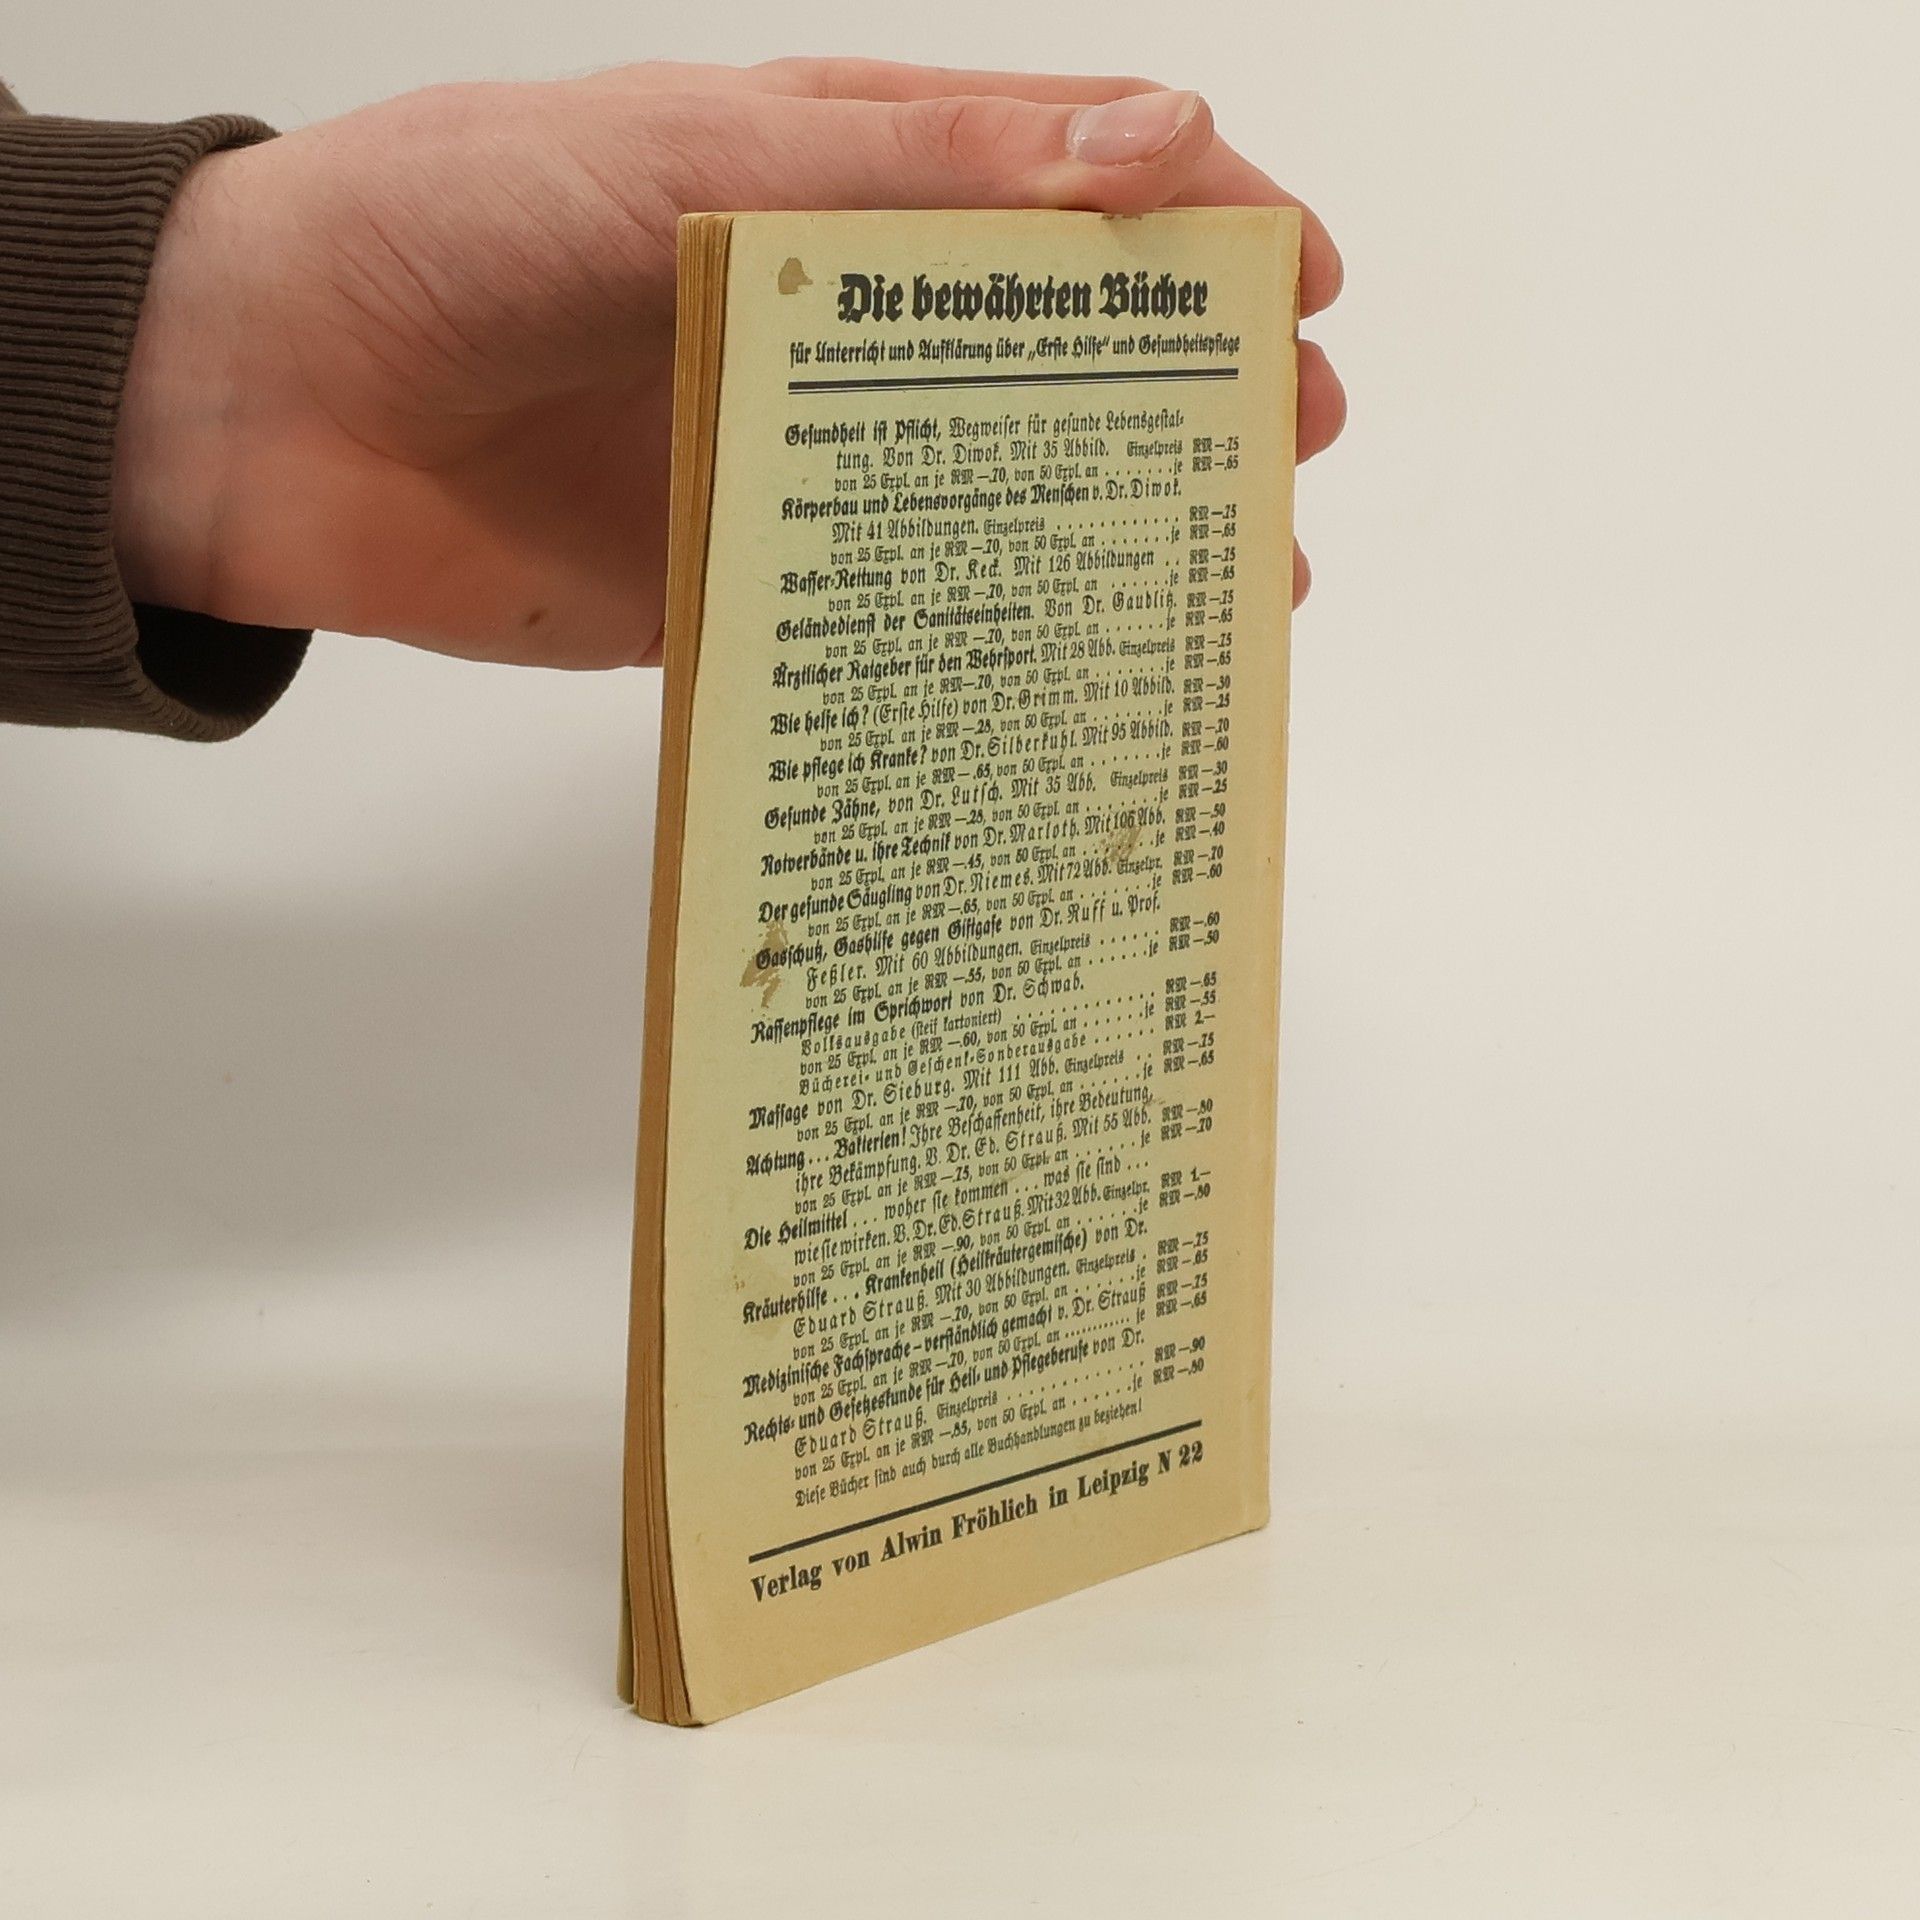 Die bewährten Bücher
für Unterricht und Aufklärung über „Erste Hilfe" und Gesundheitspflege
Gesundheit ist Pflicht, Wegweiser für gesunde Lebensgestal-
tung. Von Dr. Diwok. Mit 35 Abbild. Einzelpreis RM —.75
von 25 Expl. an je RM —.70, von 50 Expl. an . . . . . . . je RM —.65
Körperbau und Lebensvorgänge des Menschen v. Dr. Diwok.
Mit 41 Abbildungen. Einzelpreis . . . . . . . . . . . . RM —.75
von 25 Expl. an je RM —.70, von 50 Expl. an . . . . . . . je RM —.65
Wasser-Rettung von Dr. Keck. Mit 126 Abbildungen . . RM —.75
von 25 Expl. an je RM —.70, von 50 Expl. an . . . . . . . je RM —.65
Geländedienst der Sanitätseinheiten. Von Dr. Gaudlitz. RM —.75
von 25 Expl. an je RM —.70, von 50 Expl. an . . . . . . . je RM —.65
Ärztlicher Ratgeber für den Wehrsport. Mit 28 Abb. Einzelpreis RM —.75
von 25 Expl. an je RM —.70, von 50 Expl. an . . . . . . . je RM —.65
Wie helfe ich? (Erste Hilfe) von Dr. Grimm. Mit 10 Abbild. RM —.30
von 25 Expl. an je RM —.28, von 50 Expl. an . . . . . . . je RM —.25
Wie pflege ich Kranke? von Dr. Silberkuhl. Mit 95 Abbild. RM —.70
von 25 Expl. an je RM —.65, von 50 Expl. an . . . . . . . je RM —.60
Gesunde Zähne, von Dr. Lutsch. Mit 35 Abb. Einzelpreis RM —.30
von 25 Expl. an je RM —.28, von 50 Expl. an . . . . . . . je RM —.25
Notverbände u. ihre Technik von Dr. Marloth. Mit 106 Abb. RM —.50
von 25 Expl. an je RM —.45, von 50 Expl. an . . . . . . . je RM —.40
Der gesunde Säugling von Dr. Niemes. Mit 72 Abb. Einzelpr. RM —.70
von 25 Expl. an je RM —.65, von 50 Expl. an . . . . . . . je RM —.60
Gasschutz, Gashilfe gegen Giftgase von Dr. Ruff u. Prof.
Feßler. Mit 60 Abbildungen. Einzelpreis . . . . . . RM —.60
von 25 Expl. an je RM —.55, von 50 Expl. an . . . . . . . je RM —.50
Rassenpflege im Sprichwort von Dr. Schwab.
Volksausgabe (steif kartoniert) . . . . . . . . . . . . . RM —.65
von 25 Expl. an je RM —.60, von 50 Expl. an . . . . . . . je RM —.55
Bücherei- und Geschenk-Sonderausgabe . . . . . . RM 2.—
Massage von Dr. Sieburg. Mit 111 Abb. Einzelpreis . . RM —.75
von 25 Expl. an je RM —.70, von 50 Expl. an . . . . . . . je RM —.65
Achtung . . . Bakterien! Ihre Beschaffenheit, ihre Bedeutung,
ihre Bekämpfung. V. Dr. Ed. Strauß. Mit 55 Abb. RM —.80
von 25 Expl. an je RM —.75, von 50 Expl. an . . . . . . . je RM —.70
Die Heilmittel . . . woher sie kommen . . . was sie sind . . .
wie sie wirken. V. Dr. Ed. Strauß. Mit 32 Abb. Einzelpr. RM 1.—
von 25 Expl. an je RM —.90, von 50 Expl. an . . . . . . . je RM —.80
Kräuterhilfe . . . Krankenheil (Heilkräutergemische) von Dr.
Eduard Strauß. Mit 30 Abbildungen. Einzelpreis . RM —.75
von 25 Expl. an je RM —.70, von 50 Expl. an . . . . . . . je RM —.65
Medizinische Fachsprache – verständlich gemacht v. Dr. Strauß RM —.75
von 25 Expl. an je RM —.70, von 50 Expl. an . . . . . . . . . . . . je RM —.65
Rechts- und Gesetzeskunde für Heil- und Pflegeberufe von Dr.
Eduard Strauß. Einzelpreis . . . . . . . . . . . . . RM —.90
von 25 Expl. an je RM —.85, von 50 Expl. an . . . . . . . je RM —.80
Diese Bücher sind auch durch alle Buchhandlungen zu beziehen!
Verlag von Alwin Fröhlich in Leipzig N 22